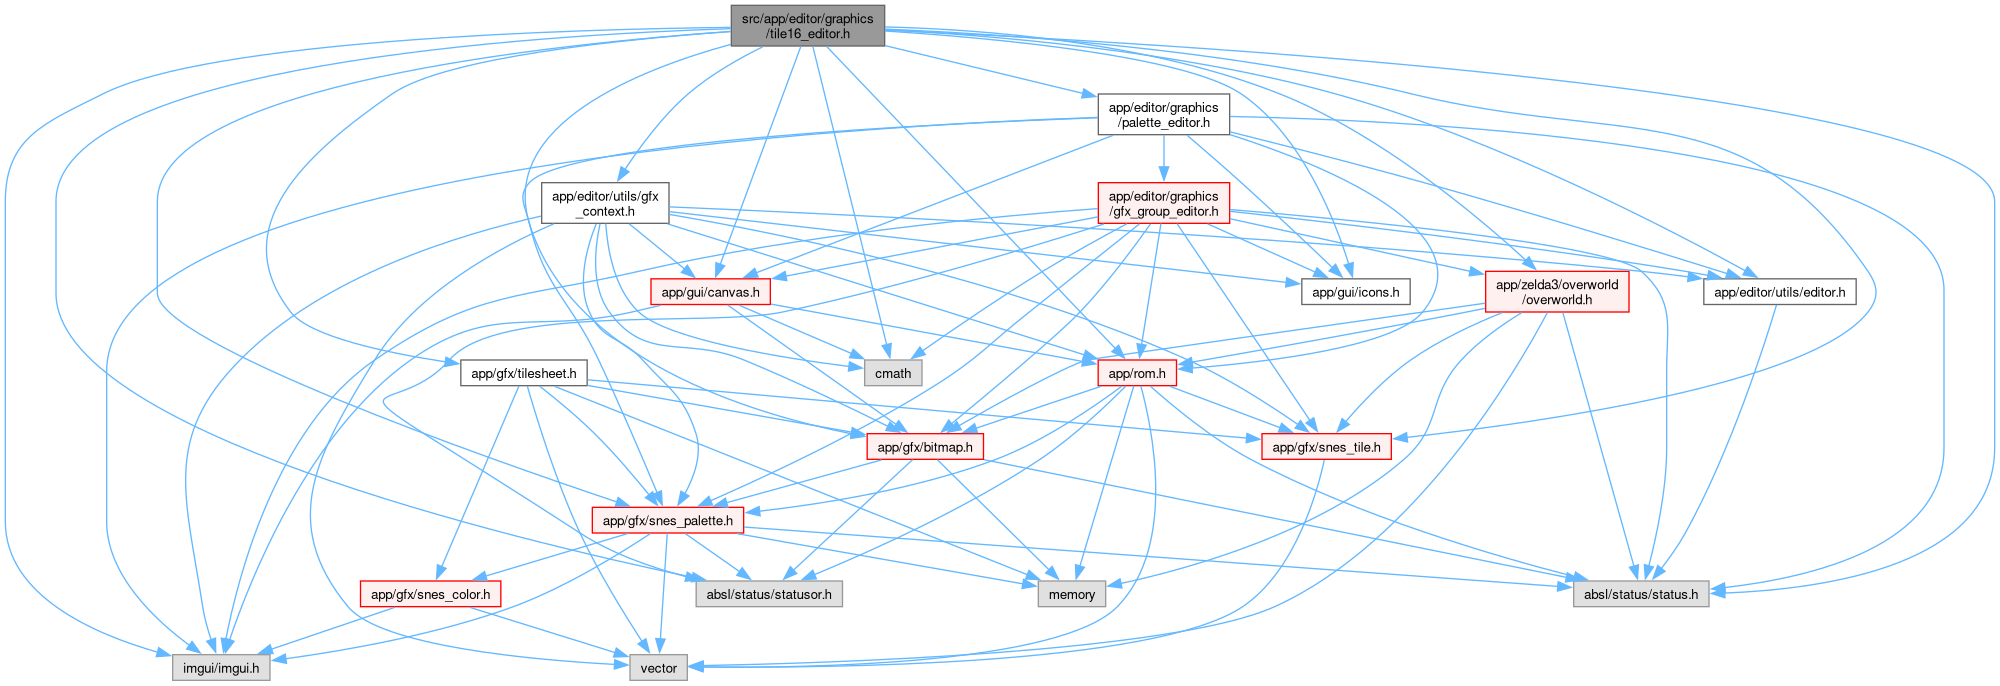 src/app/editor/graphics
/tile16_editor.h
app/editor/graphics
/palette_editor.h
app/editor/utils/gfx
_context.h
app/editor/graphics
/gfx_group_editor.h
app/gui/canvas.h
app/gui/icons.h
app/zelda3/overworld
/overworld.h
app/editor/utils/editor.h
app/gfx/tilesheet.h
cmath
app/rom.h
app/gfx/bitmap.h
app/gfx/snes_tile.h
app/gfx/snes_palette.h
app/gfx/snes_color.h
absl/status/statusor.h
memory
absl/status/status.h
imgui/imgui.h
vector